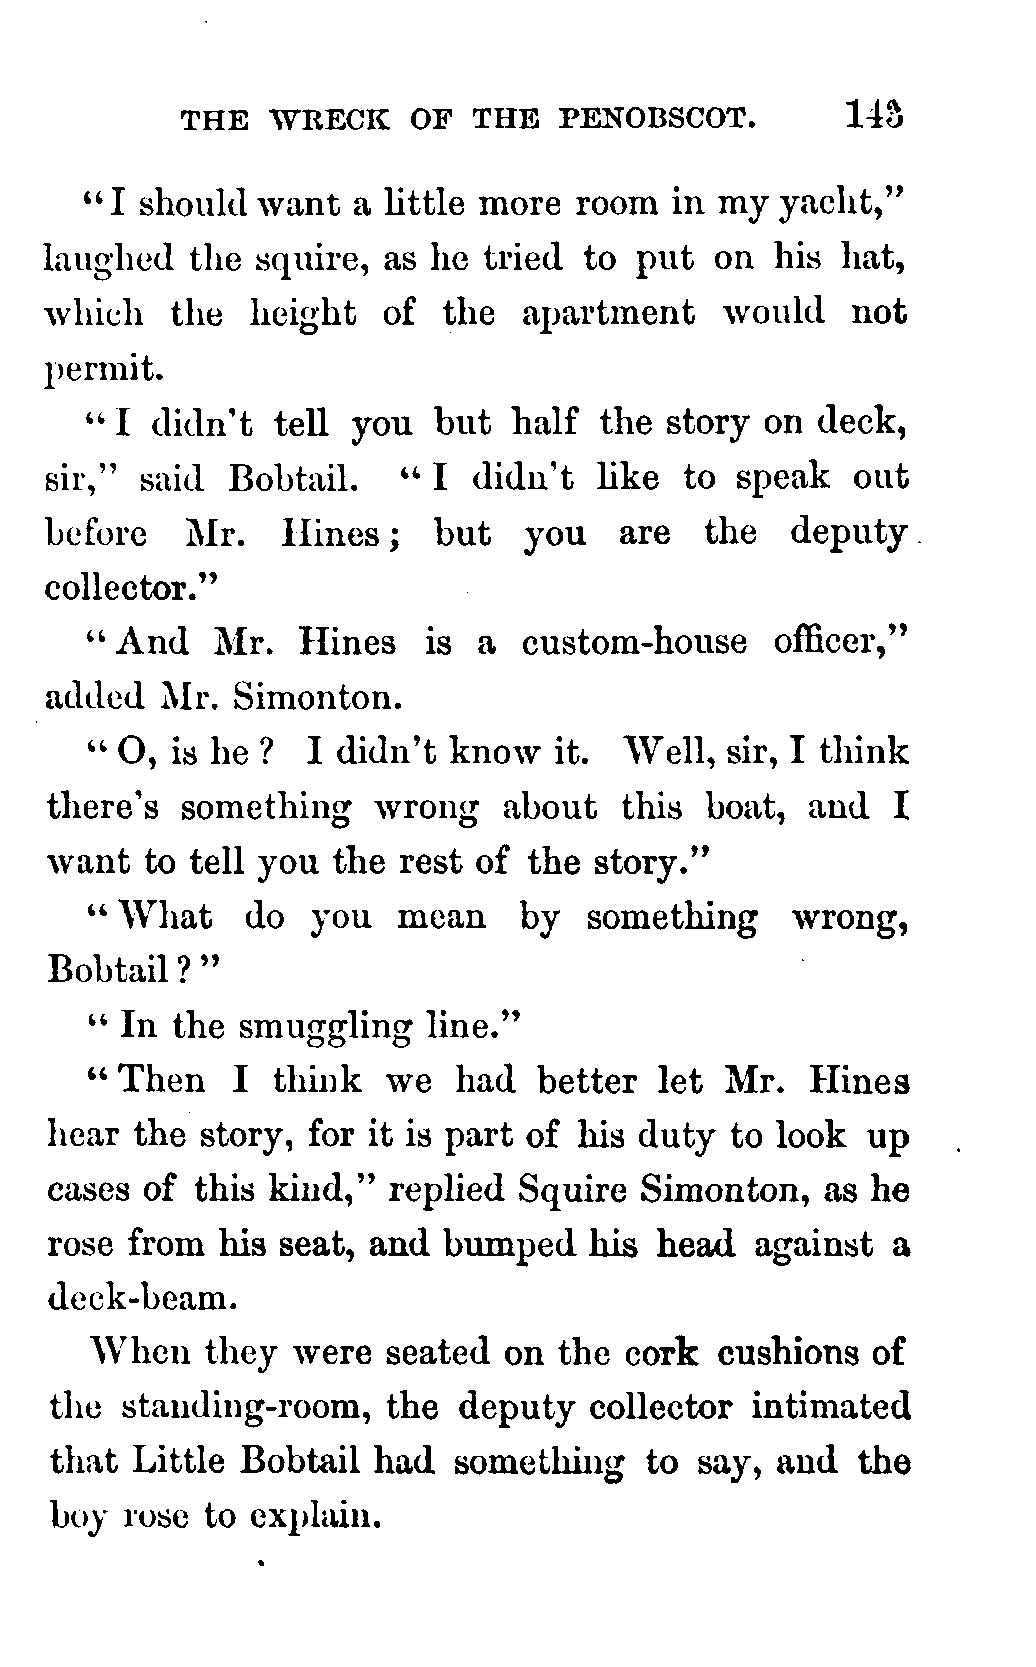 THE WRECK OF THE PENOBSCOT. 143
"I should want a little more room in my yacht,"
laughed the squire, as he tried to put on his hat,
which the height of the apartment would not
permit.
"I didn't tell you but half the story on deck,
sir," said Bobtail. "I didn't like to speak out
before Mr. Hines; but you are the deputy
collector."
"And Mr. Hines is a custom-house officer,"
added Mr. Simonton.
"O, is he? I didn't know it. Well, sir, I think
there's something wrong about this boat, and I
want to tell you the rest of the story."
"What do you mean by something wrong,
Bobtail?"
"In the smuggling line."
"Then I think we had better let Mr. Hines
hear the story, for it is part of his duty to look up
cases of this kind," replied Squire Simonton, as he
rose from his seat, and bumped his head against a
deck-beam.
When they were seated on the cork cushions of
the standing-room, the deputy collector intimated
that Little Bobtail had something to say, and the
boy rose to explain.